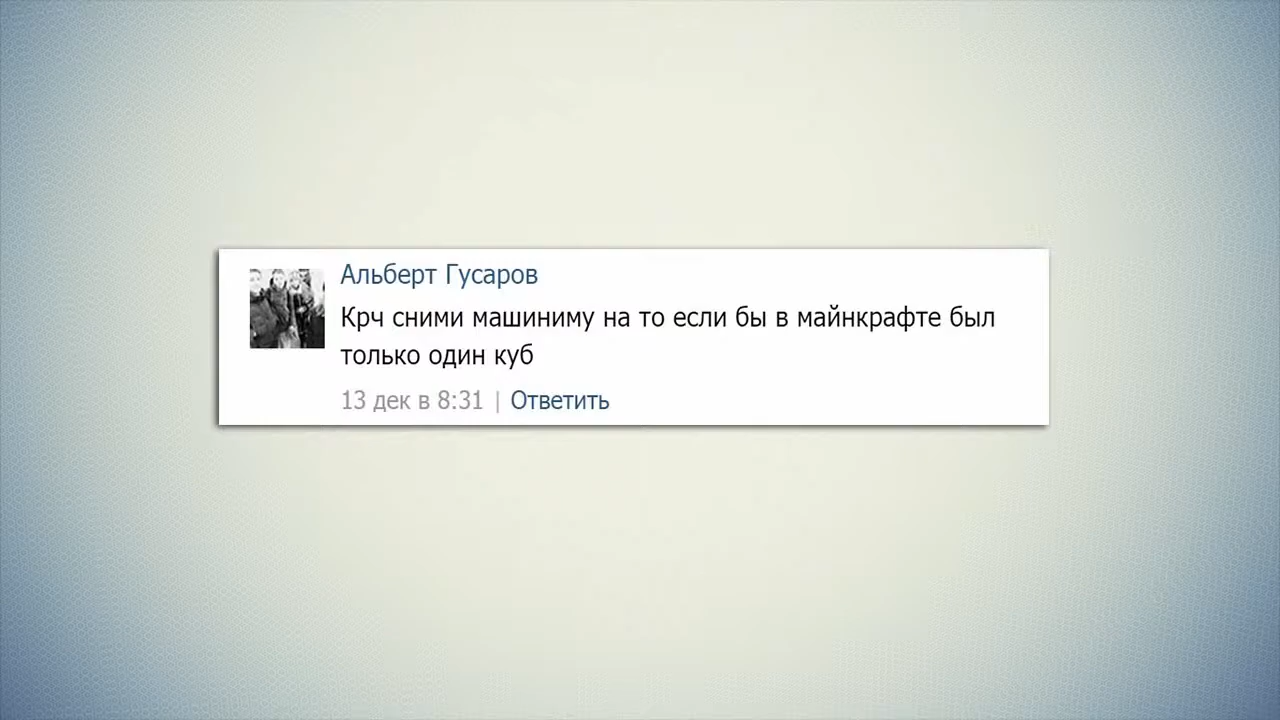 Альберт Гусаров
Крч сними машиниму на то если бы в майнкрафте был
только один куб
13 дек в 8:31 | Ответить